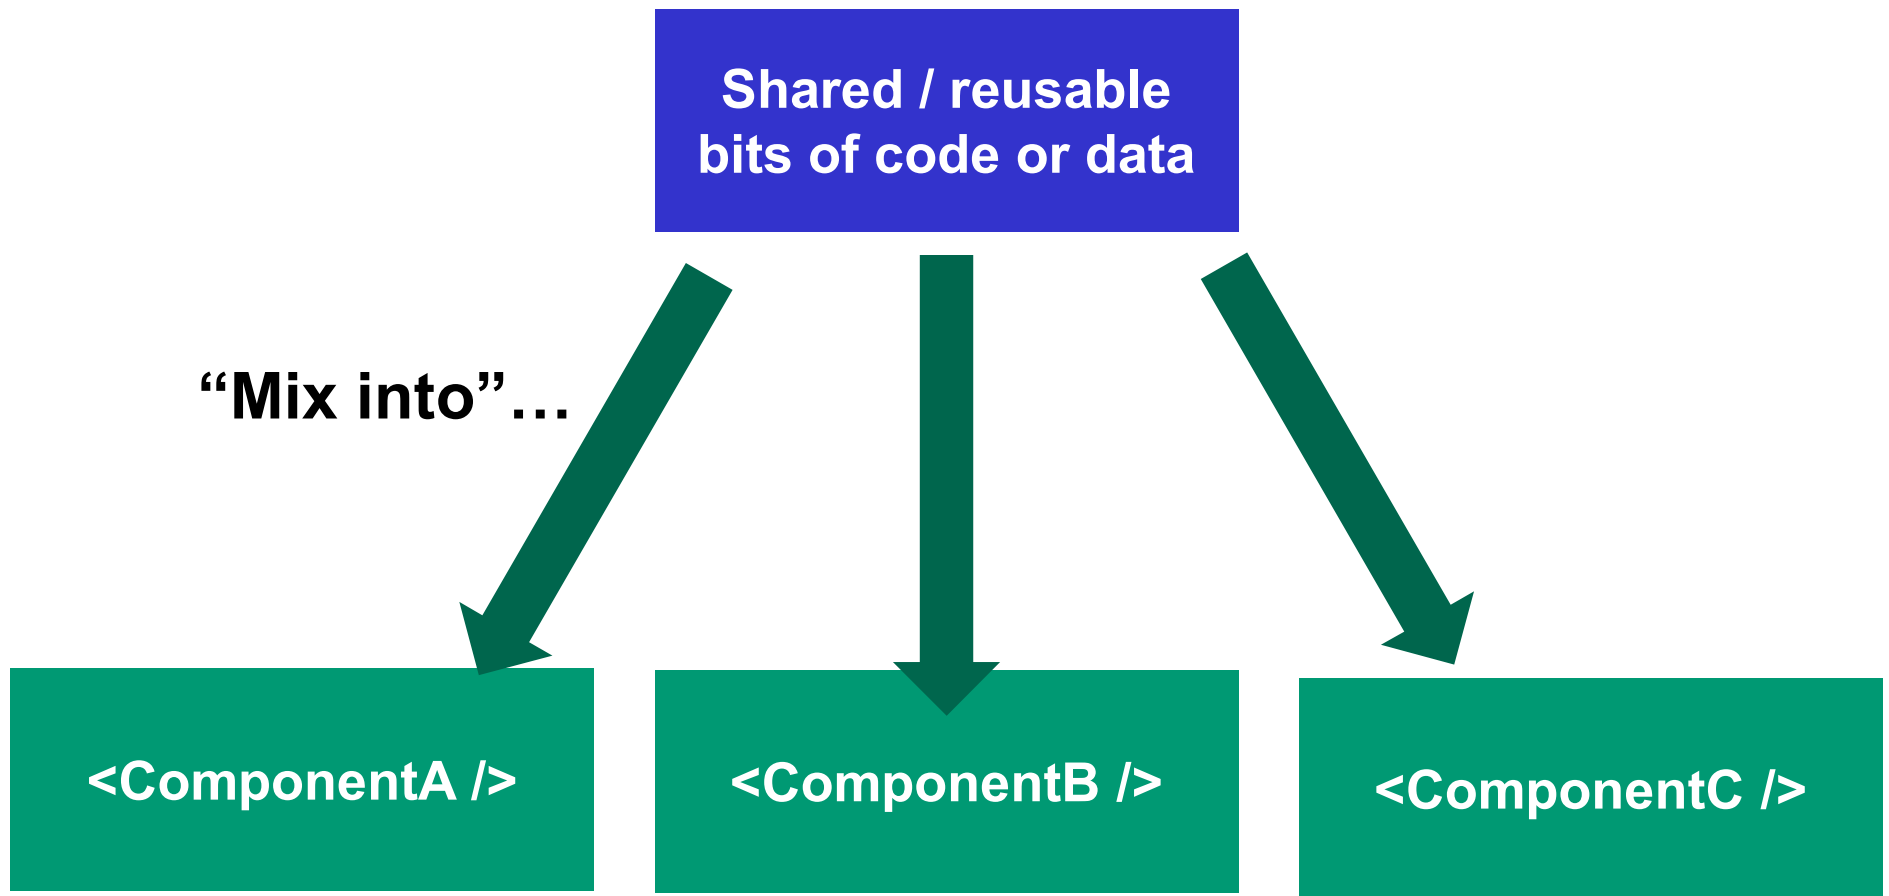 Shared / reusable
bits of code or data
“Mix into”…
<ComponentA />
<ComponentB />
<ComponentC />